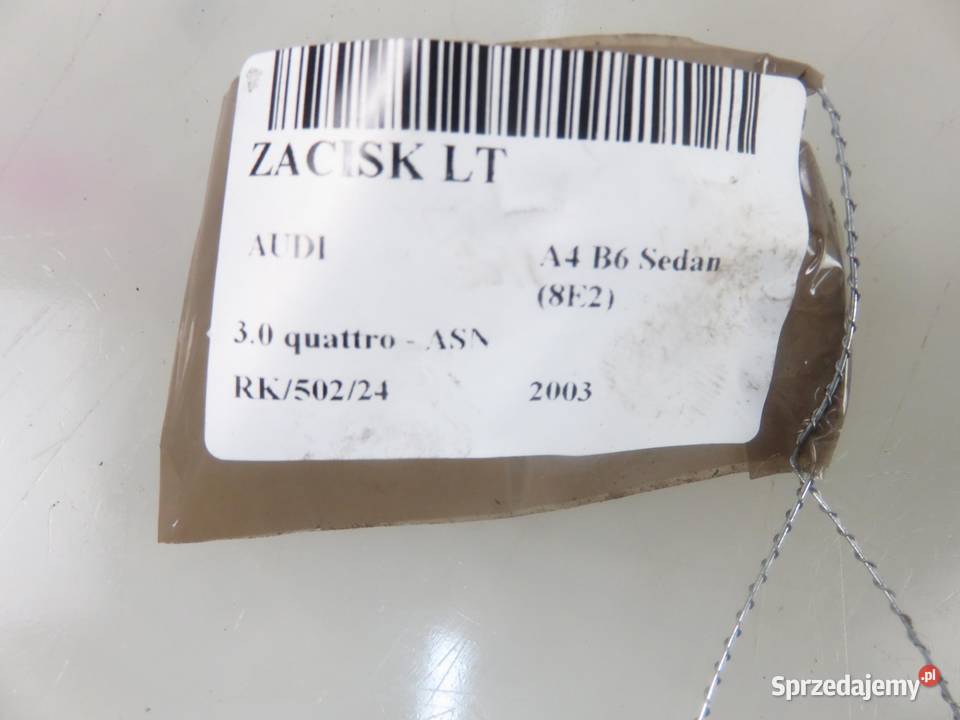 ZACISK LT
AUDI
A4 B6 Sedan
(8E2)
3.0 quattro - ASN
RK/502/24
2003
Sprzedajemy.pl